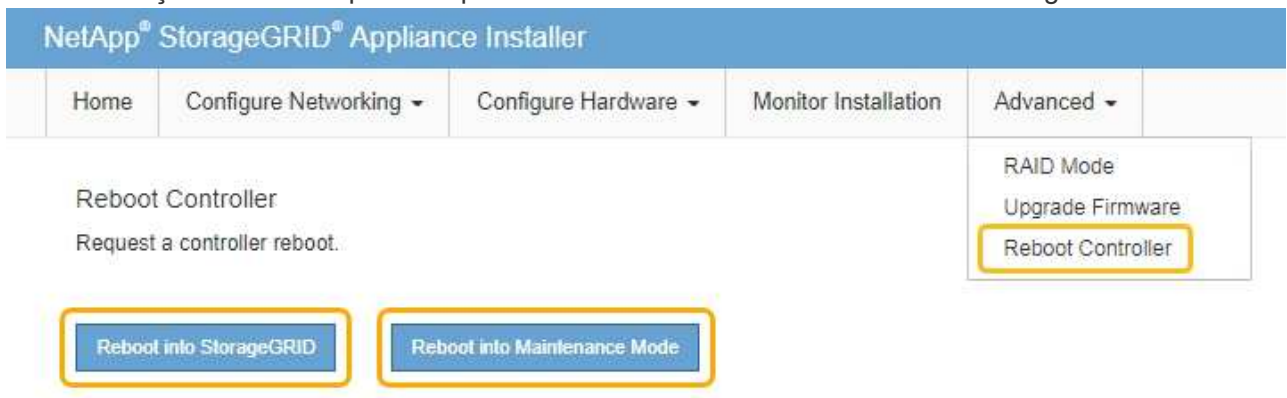 NetApp® StorageGRID® Appliance Installer
Home Configure Networking Configure Hardware Monitor Installation Advanced
RAID Mode
Upgrade Firmware
Reboot Controller
Reboot Controller
Request a controller reboot.
Reboot into StorageGRID Reboot into Maintenance Mode